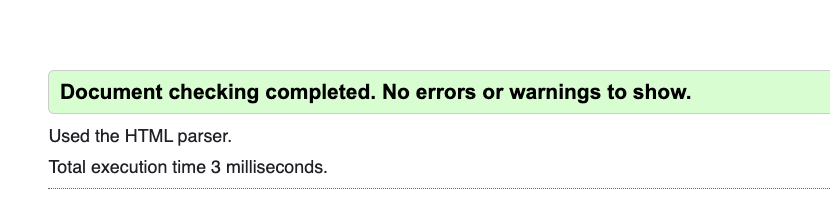 Document checking completed. No errors or warnings to show.
Used the HTML parser.
Total execution time 3 milliseconds.